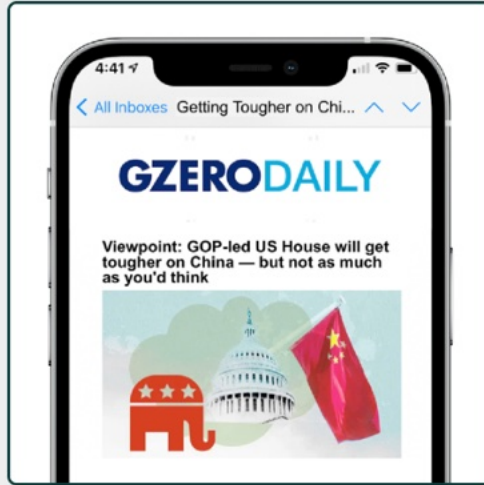 4:41
All Inboxes Getting Tougher on Chi...
GZERODAILY
Viewpoint: GOP-led US House will get
tougher on China — but not as much
as you'd think